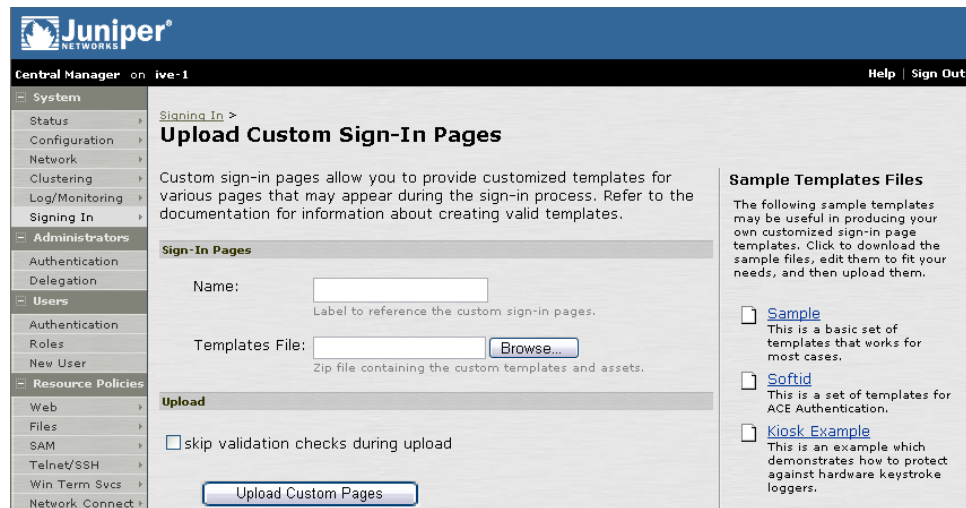 Juniper®
NETWORKS
Central Manager on ive-1
Help | Sign Out
System
Status
Configuration
Network
Clustering
Log/Monitoring
Signing In
Administrators
Authentication
Delegation
Users
Authentication
Roles
New User
Resource Policies
Web
Files
SAM
Telnet/SSH
Win Term Svcs
Network Connect
Signing In >
Upload Custom Sign-In Pages
Custom sign-in pages allow you to provide customized templates for
various pages that may appear during the sign-in process. Refer to the
documentation for information about creating valid templates.
Sign-In Pages
Name:
Label to reference the custom sign-in pages.
Templates File:
Browse...
Zip file containing the custom templates and assets.
Upload
skip validation checks during upload
Upload Custom Pages
Sample Templates Files
The following sample templates
may be useful in producing your
own customized sign-in page
templates. Click to download the
sample files, edit them to fit your
needs, and then upload them.
Sample
This is a basic set of
templates that works for
most cases.
Softid
This is a set of templates for
ACE Authentication.
Kiosk Example
This is an example which
demonstrates how to protect
against hardware keystroke
loggers.